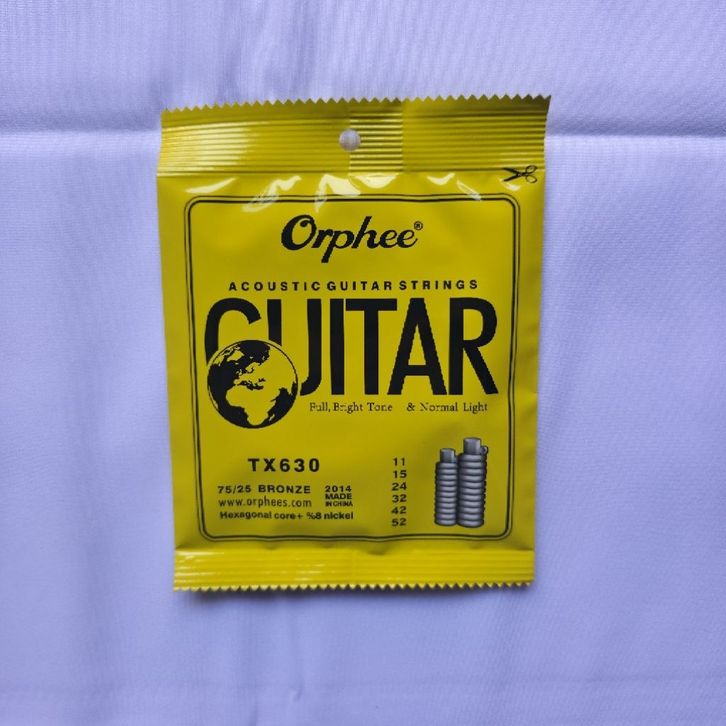 Orphee®
ACOUSTIC GUITAR STRINGS
GUITAR
Full, Bright Tone & Normal Light
TX630
75/25 BRONZE
www.orphees.com
Hexagonal core+ %8 nickel
2014
MADE
IN CHINA
11
15
24
32
42
52